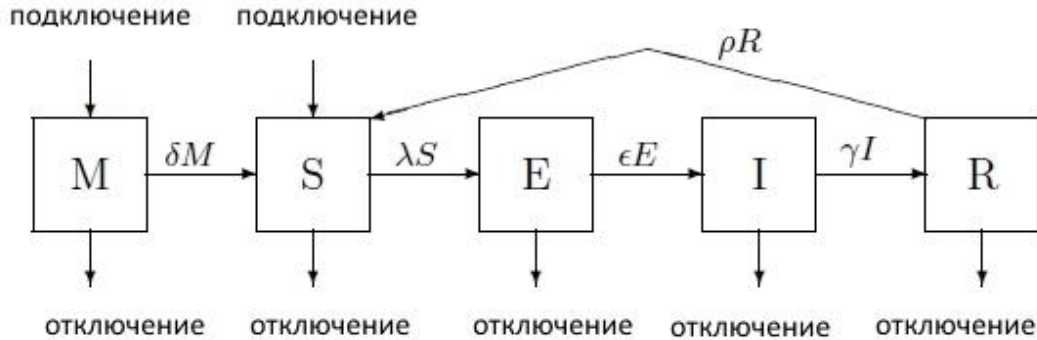 подключение подключение
ρR
M δM S λS E ϵE I γI R
отключение отключение отключение отключение отключение